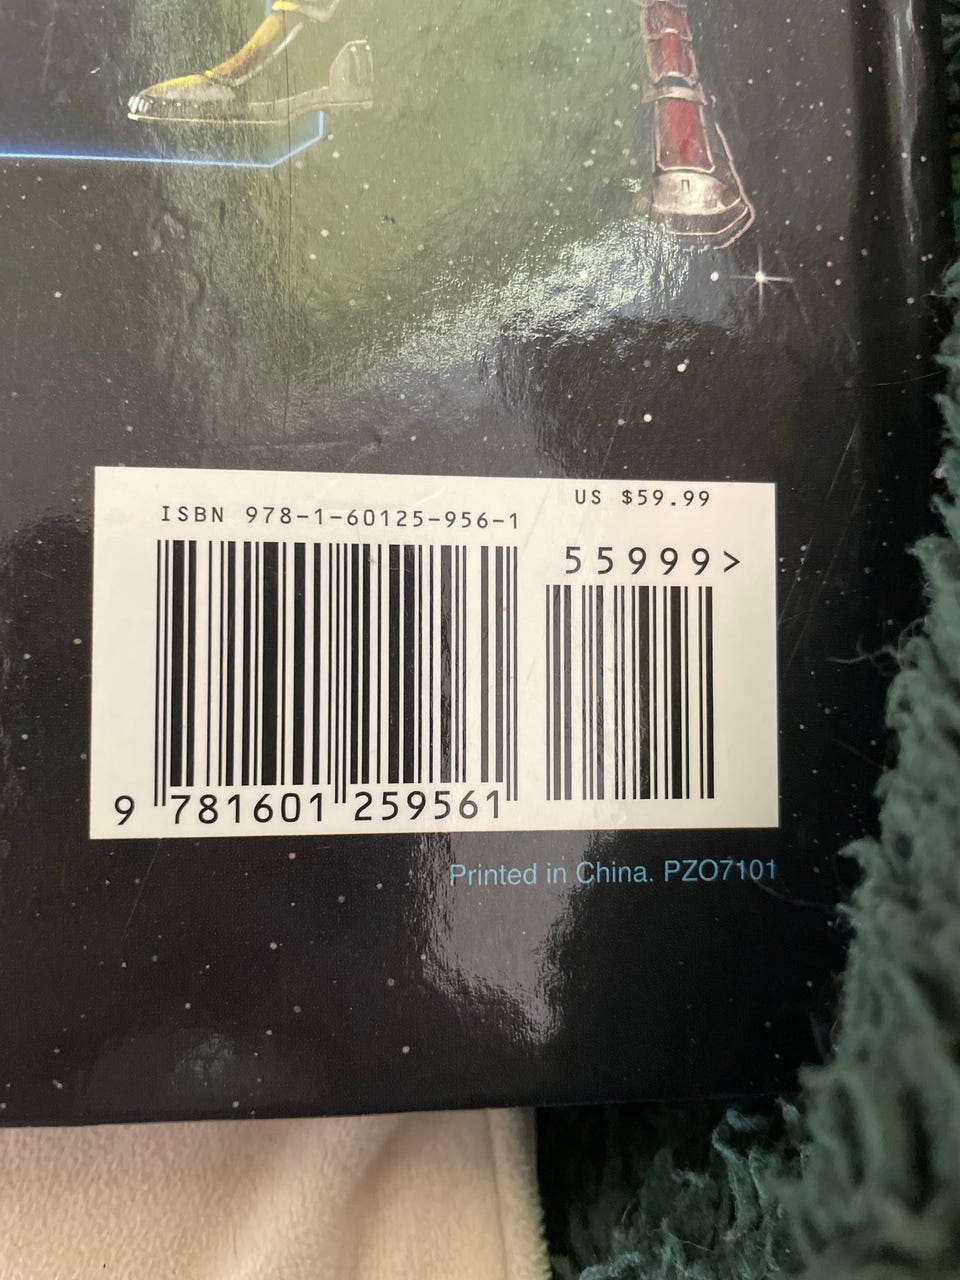 US $59.99
ISBN 978-1-60125-956-1
55999>
9 781601 259561
Printed in China. PZO7101